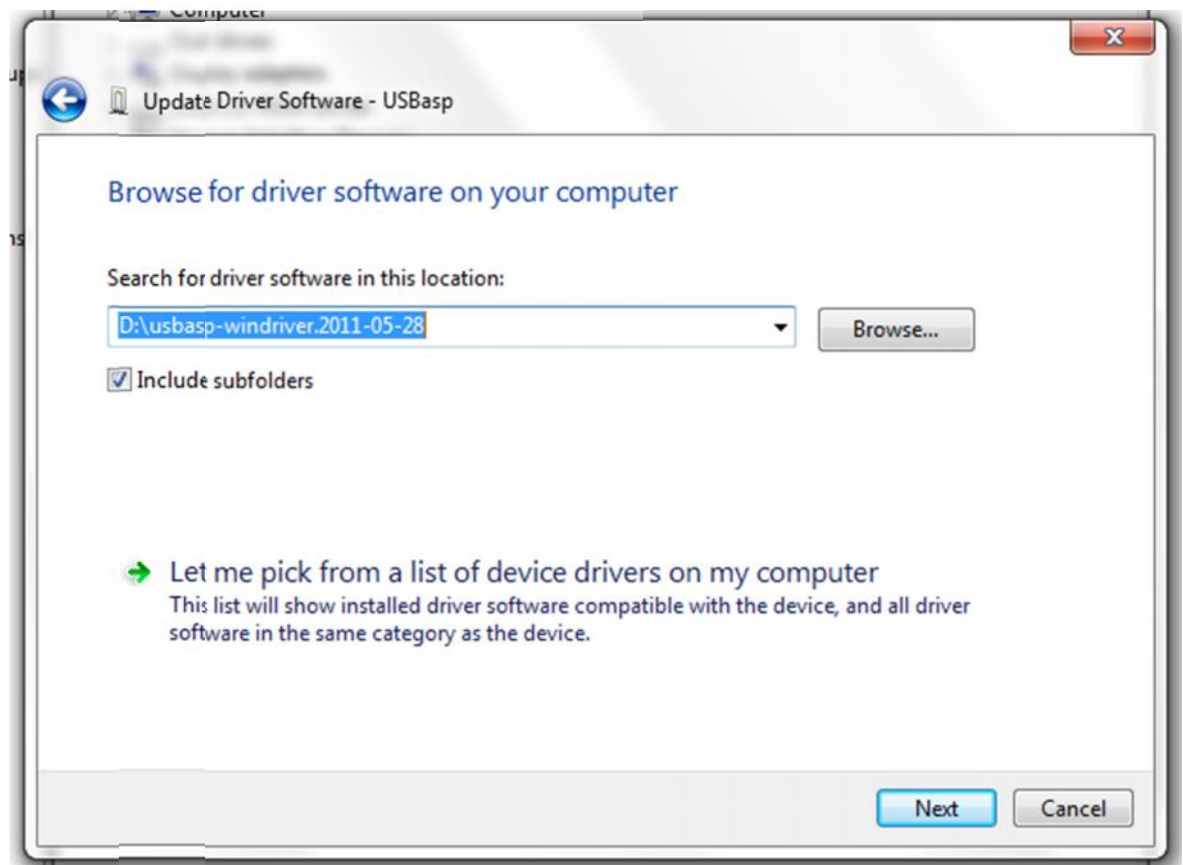 Computer
Update Driver Software - USBasp
Browse for driver software on your computer
Search for driver software in this location:
D:\usbasp-windriver.2011-05-28
Browse...
Include subfolders
Let me pick from a list of device drivers on my computer
This list will show installed driver software compatible with the device, and all driver
software in the same category as the device.
Next
Cancel